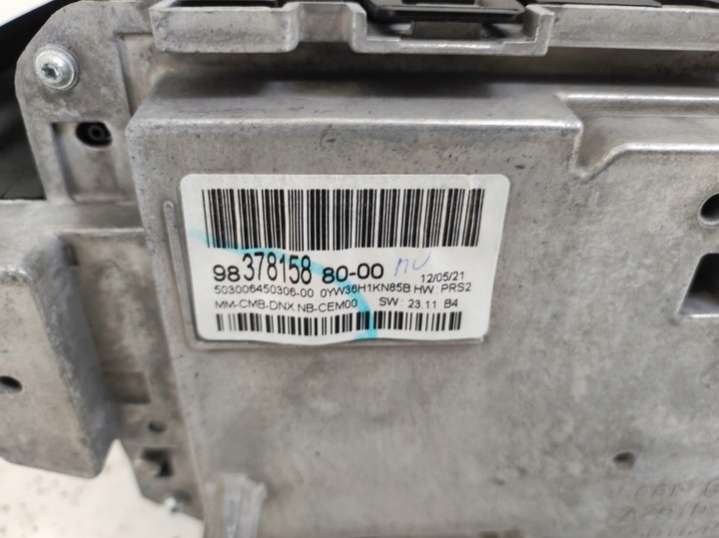 98 378158 80-00
12/05/21
503006450306-00 0YW36H1KN85B HW PRS2
MM-CMB-DNX NB-CEM00 SW: 23.11 B4